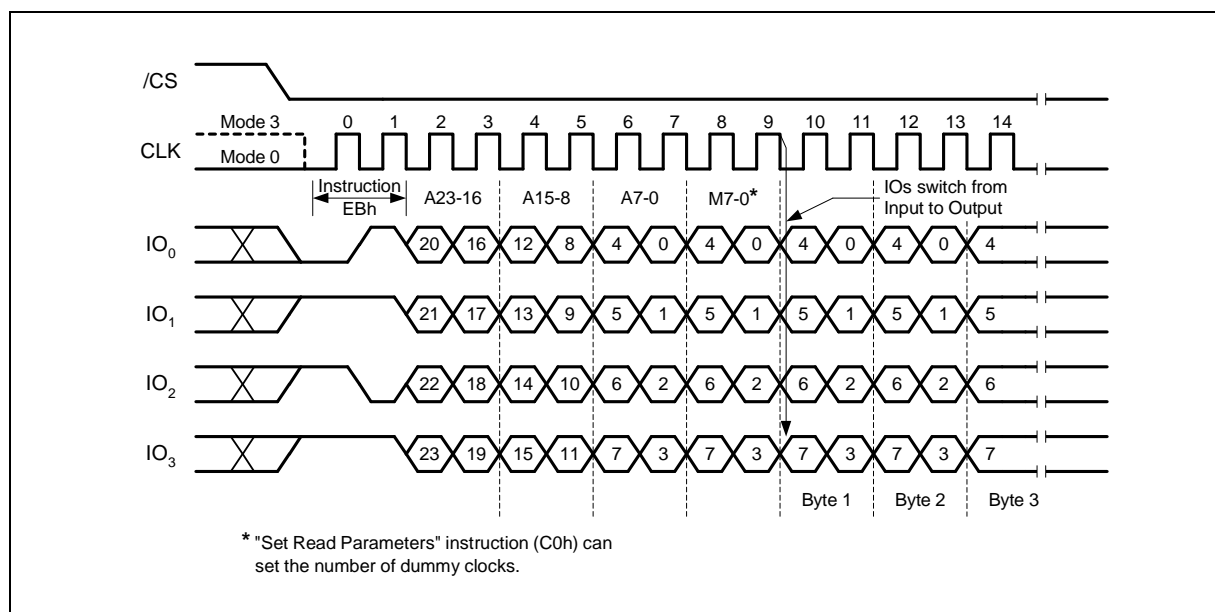 /CS
Mode 3
0 1 2 3 4 5 6 7 8 9 10 11 12 13 14
CLK
Mode 0
Instruction
EBh
A23-16
A15-8
A7-0
M7-0*
IOs switch from
Input to Output
IO0
20 16 12 8 4 0 4 0 4 0 4 0 4
IO1
21 17 13 9 5 1 5 1 5 1 5 1 5
IO2
22 18 14 10 6 2 6 2 6 2 6 2 6
IO3
23 19 15 11 7 3 7 3 7 3 7 3 7
Byte 1
Byte 2
Byte 3
* "Set Read Parameters" instruction (C0h) can
set the number of dummy clocks.